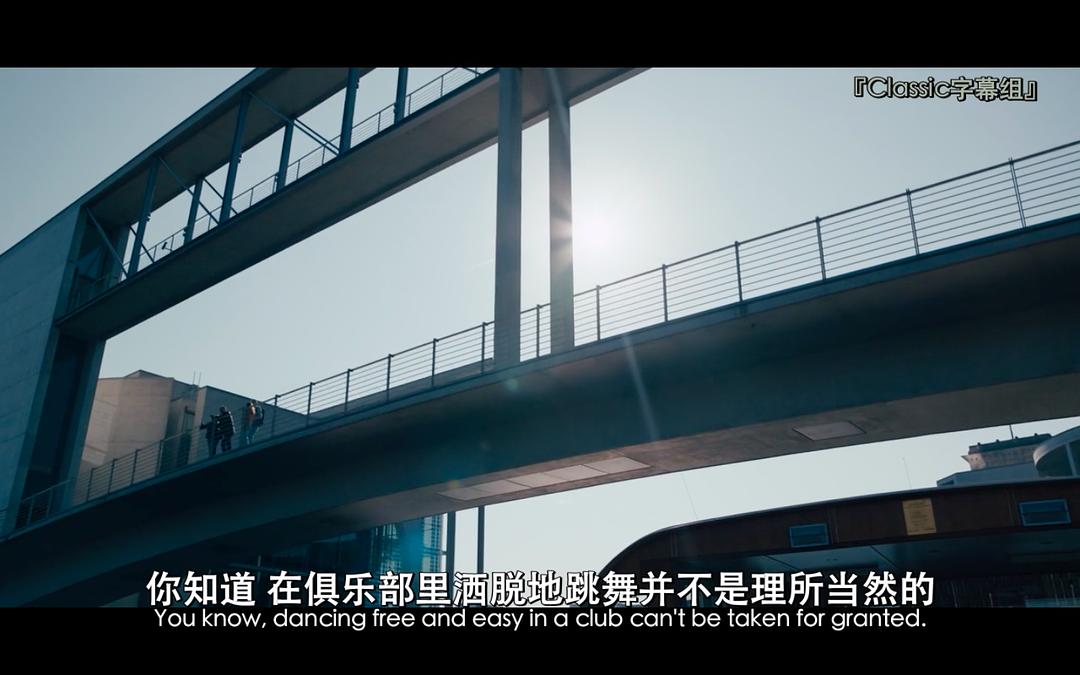 『Classic字幕组』
你知道 在俱乐部里洒脱地跳舞并不是理所当然的
You know, dancing free and easy in a club can't be taken for granted.